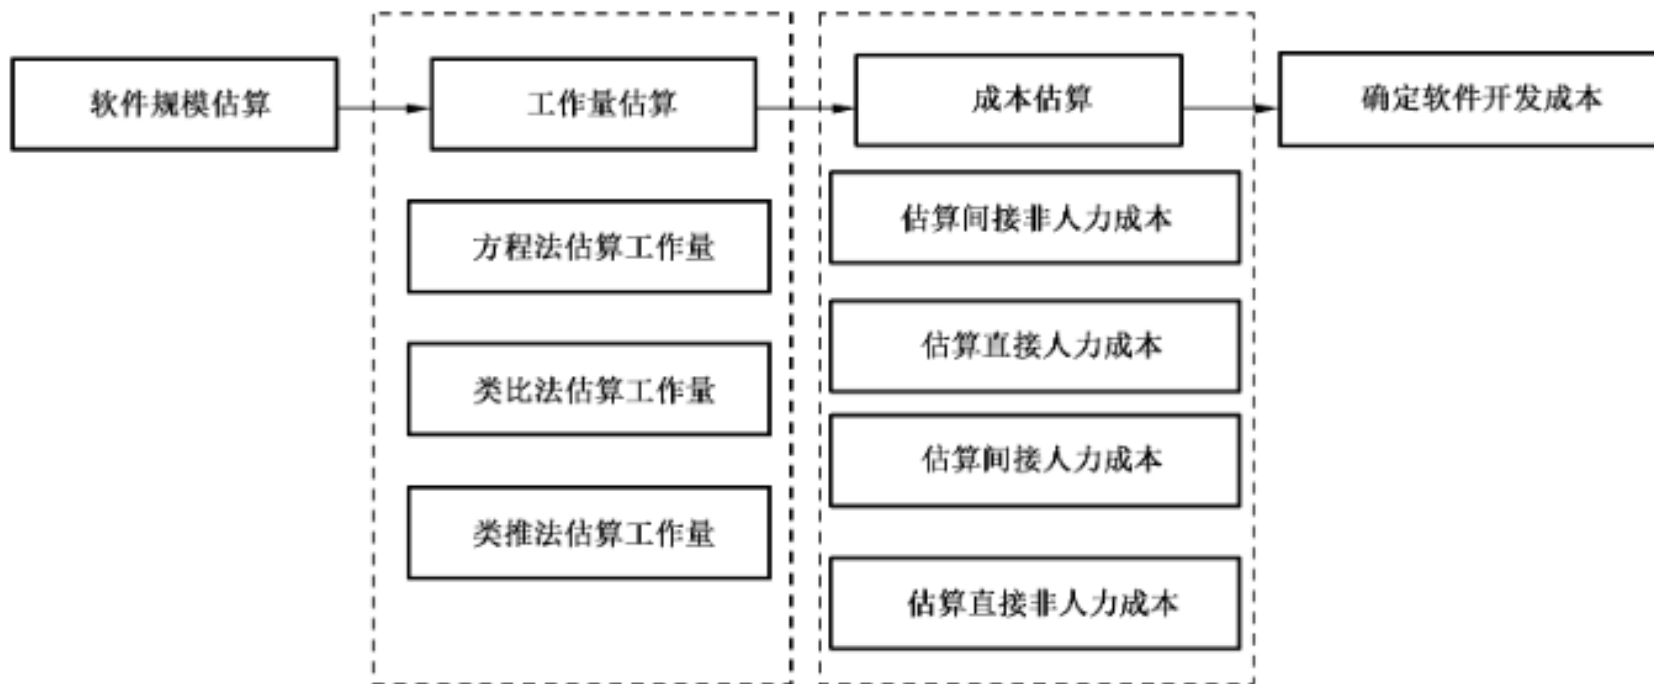 软件规模估算
工作量估算
成本估算
确定软件开发成本
方程法估算工作量
类比法估算工作量
类推法估算工作量
估算间接非人力成本
估算直接人力成本
估算间接人力成本
估算直接非人力成本